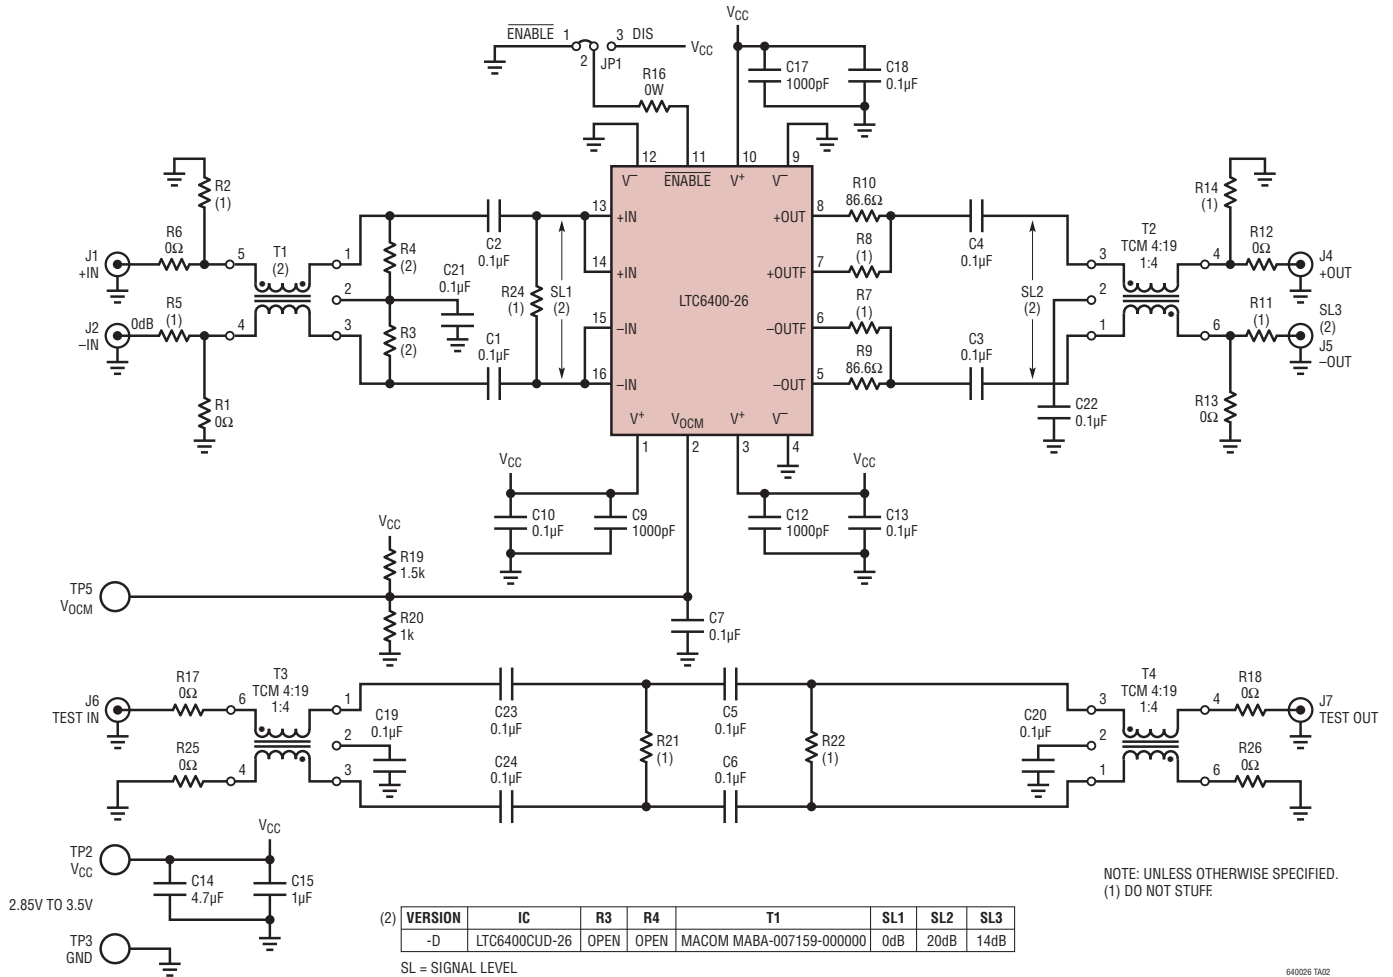 VCC
ENABLE 1
3 DIS
VCC
2
JP1
R16
0W
C17
1000pF
C18
0.1µF
12
11
10
9
V–
ENABLE
V+
V–
R2
(1)
R6
0Ω
J1
+IN
5
T1
(2)
1
2
3
4
J2
–IN
0dB
R5
(1)
R1
0Ω
R4
(2)
C21
0.1µF
R3
(2)
C2
0.1µF
C1
0.1µF
R24
(1)
SL1
(2)
13
+IN
14
+IN
15
–IN
16
–IN
LTC6400-26
8
+OUT
7
+OUTF
6
–OUTF
5
–OUT
R10
86.6Ω
R8
(1)
R7
(1)
R9
86.6Ω
C4
0.1µF
C3
0.1µF
SL2
(2)
C22
0.1µF
3
2
1
T2
TCM 4:19
1:4
4
6
R14
(1)
R12
0Ω
J4
+OUT
R11
(1)
SL3
(2)
J5
–OUT
R13
0Ω
V+
VOCM
V+
V–
1
2
3
4
VCC
C10
0.1µF
C9
1000pF
VCC
C12
1000pF
C13
0.1µF
VCC
R19
1.5k
TP5
VOCM
R20
1k
C7
0.1µF
J6
TEST IN
R17
0Ω
R25
0Ω
6
4
T3
TCM 4:19
1:4
1
2
3
C19
0.1µF
C23
0.1µF
C24
0.1µF
R21
(1)
C5
0.1µF
C6
0.1µF
R22
(1)
C20
0.1µF
3
2
1
T4
TCM 4:19
1:4
4
6
R18
0Ω
J7
TEST OUT
R26
0Ω
TP2
VCC
2.85V TO 3.5V
VCC
C14
4.7µF
C15
1µF
TP3
GND
NOTE: UNLESS OTHERWISE SPECIFIED.
(1) DO NOT STUFF.
(2) VERSION IC R3 R4 T1 SL1 SL2 SL3
-D LTC6400CUD-26 OPEN OPEN MACOM MABA-007159-000000 0dB 20dB 14dB
SL = SIGNAL LEVEL
640026 TA02